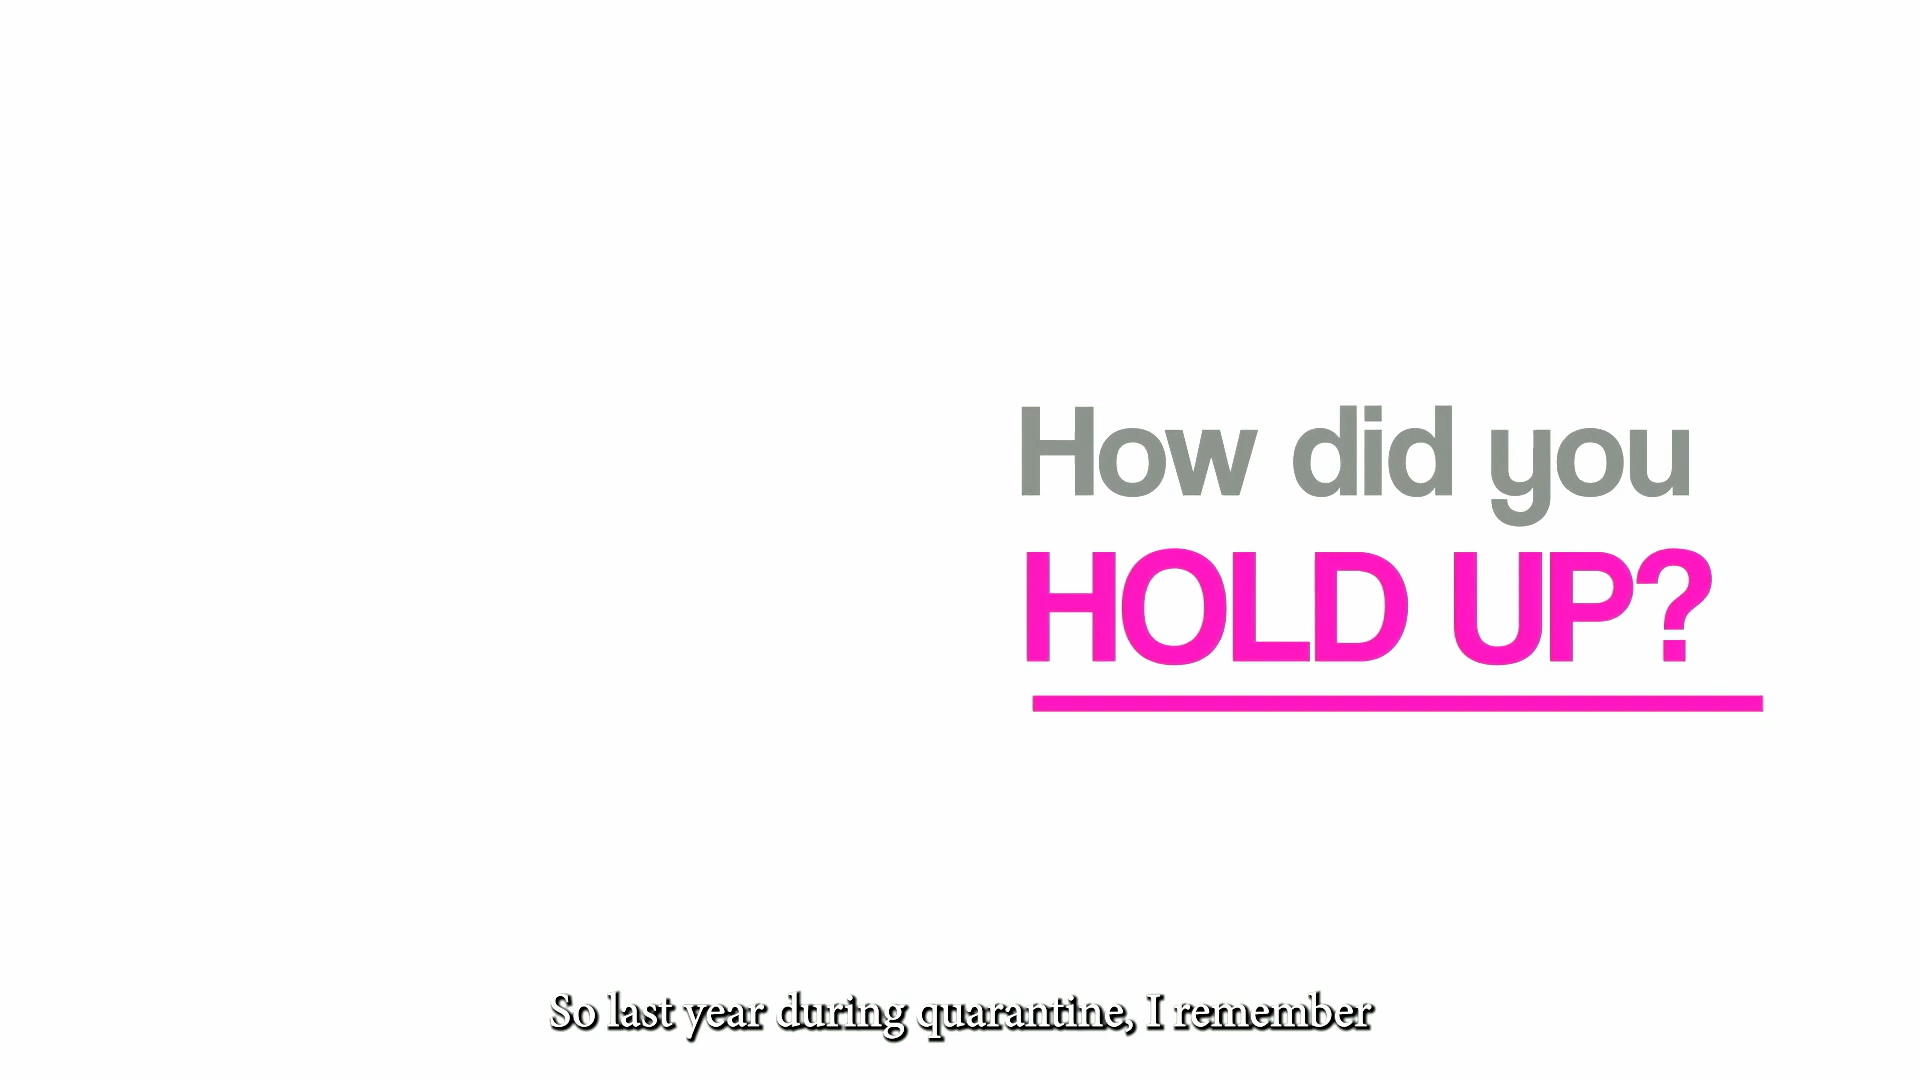 How did you
HOLD UP?
So last year during quarantine, I remember